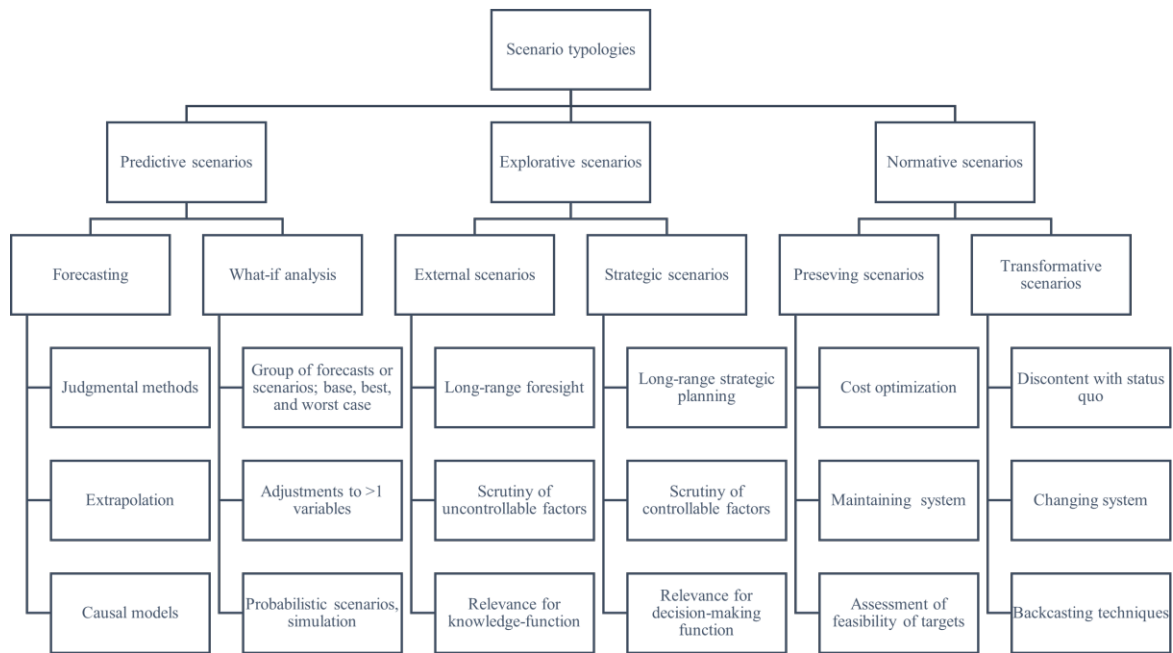 Scenario typologies
Predictive scenarios
Explorative scenarios
Normative scenarios
Forecasting
What-if analysis
External scenarios
Strategic scenarios
Preseving scenarios
Transformative
scenarios
Judgmental methods
Group of forecasts or
scenarios; base, best,
and worst case
Long-range foresight
Long-range strategic
planning
Cost optimization
Discontent with status
quo
Extrapolation
Adjustments to >1
variables
Scrutiny of
uncontrollable factors
Scrutiny of
controllable factors
Maintaining system
Changing system
Causal models
Probabilistic scenarios,
simulation
Relevance for
knowledge-function
Relevance for
decision-making
function
Assessment of
feasibility of targets
Backcasting techniques